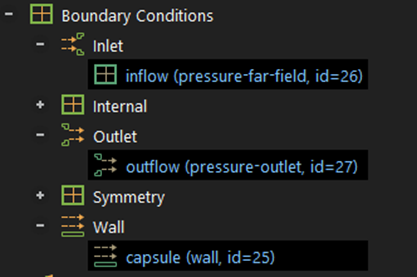 Boundary Conditions
Inlet
inflow (pressure-far-field, id=26)
Internal
Outlet
outflow (pressure-outlet, id=27)
Symmetry
Wall
capsule (wall, id=25)